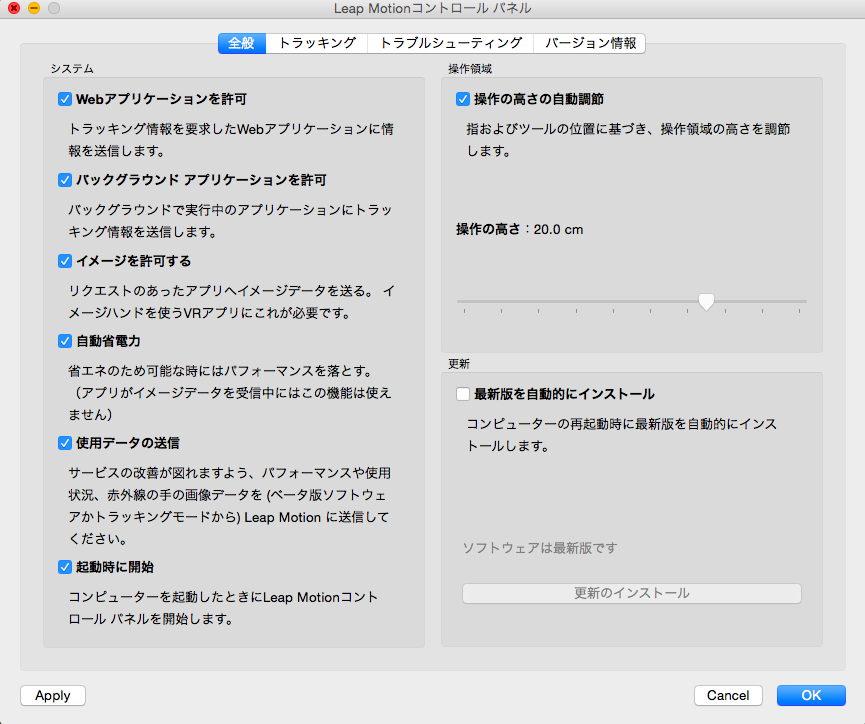 Leap Motionコントロール パネル
全般
トラッキング
トラブルシューティング
バージョン情報
システム
Webアプリケーションを許可
トラッキング情報を要求したWebアプリケーションに情
報を送信します。
バックグラウンド アプリケーションを許可
バックグラウンドで実行中のアプリケーションにトラッ
キング情報を送信します。
イメージを許可する
リクエストのあったアプリへイメージデータを送る。 イ
メージハンドを使うVRアプリにこれが必要です。
自動省電力
省エネのため可能な時にはパフォーマンスを落とす。
（アプリがイメージデータを受信中にはこの機能は使え
ません）
使用データの送信
サービスの改善が図れますよう、パフォーマンスや使用
状況、赤外線の手の画像データを (ベータ版ソフトウェ
アかトラッキングモードから) Leap Motion に送信して
ください。
起動時に開始
コンピューターを起動したときにLeap Motionコント
ロール パネルを開始します。
操作領域
操作の高さの自動調節
指およびツールの位置に基づき、操作領域の高さを調節
します。
操作の高さ：20.0 cm
更新
最新版を自動的にインストール
コンピューターの再起動時に最新版を自動的にインス
トールします。
ソフトウェアは最新版です
更新のインストール
Apply
Cancel
OK